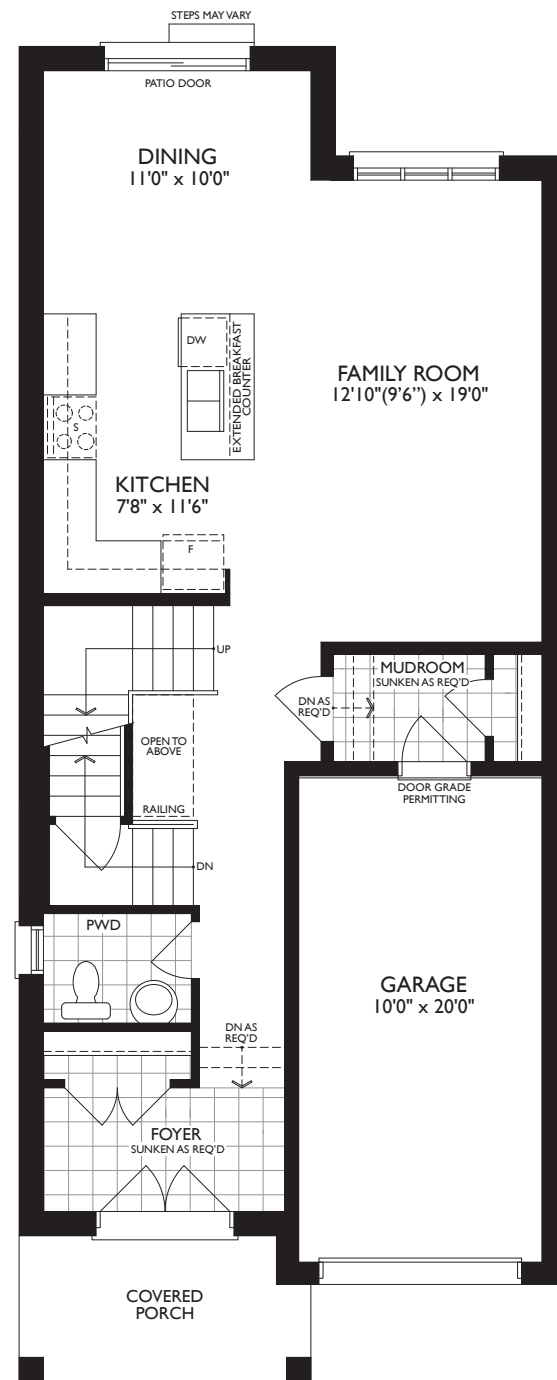 STEPS MAY VARY
PATIO DOOR
DINING
11'0" x 10'0"
DW
EXTENDED BREAKFAST
COUNTER
FAMILY ROOM
12'10"(9'6'') x 19'0"
S
KITCHEN
7'8" x 11'6"
F
UP
MUDROOM
SUNKEN AS REQ'D
DN AS
REQ'D
OPEN TO
ABOVE
DOOR GRADE
PERMITTING
RAILING
DN
PWD
GARAGE
10'0" x 20'0"
DN AS
REQ'D
FOYER
SUNKEN AS REQ'D
COVERED
PORCH